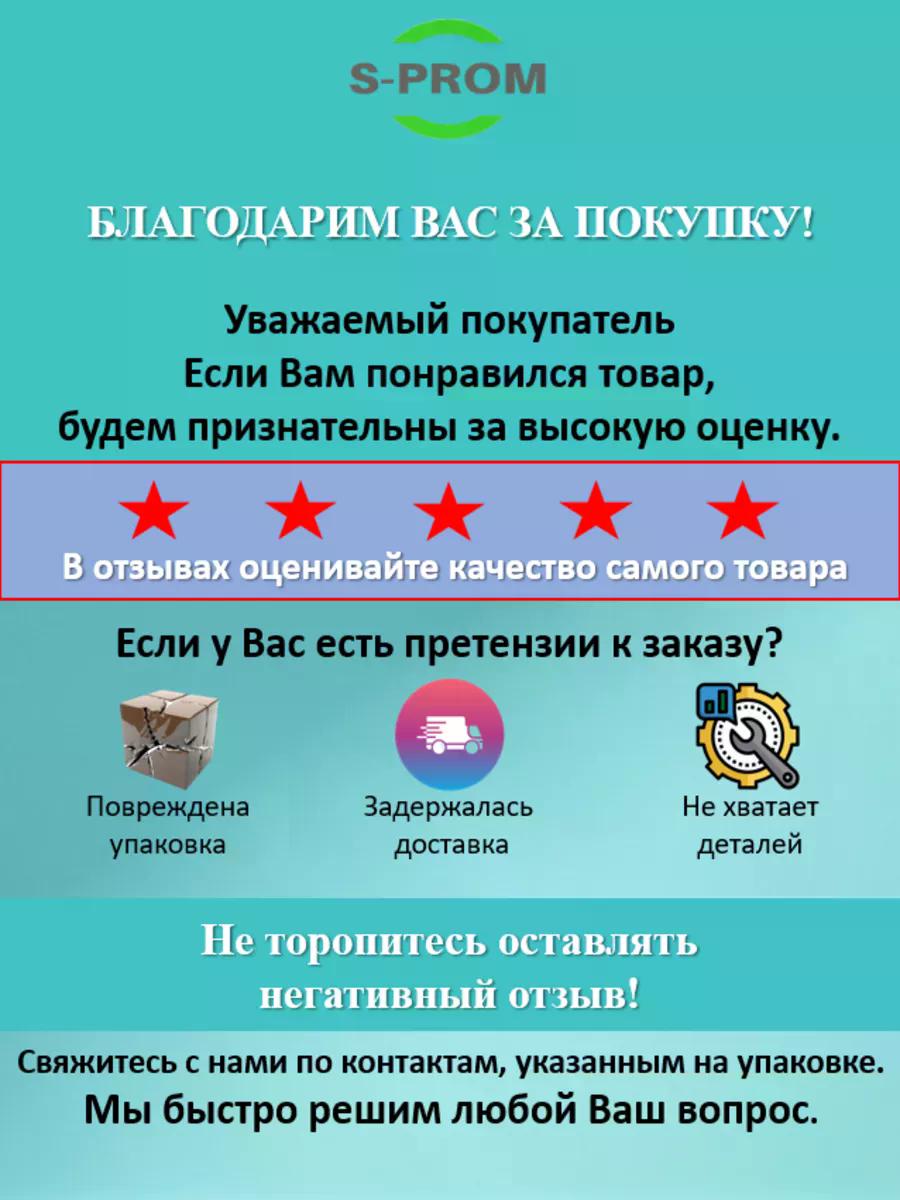 S-PROM
БЛАГОДАРИМ ВАС ЗА ПОКУПКУ!
Уважаемый покупатель
Если Вам понравился товар,
будем признательны за высокую оценку.
В отзывах оценивайте качество самого товара
Если у Вас есть претензии к заказу?
Повреждена
упаковка
Задержалась
доставка
Не хватает
деталей
Не торопитесь оставлять
негативный отзыв!
Свяжитесь с нами по контактам, указанным на упаковке.
Мы быстро решим любой Ваш вопрос.